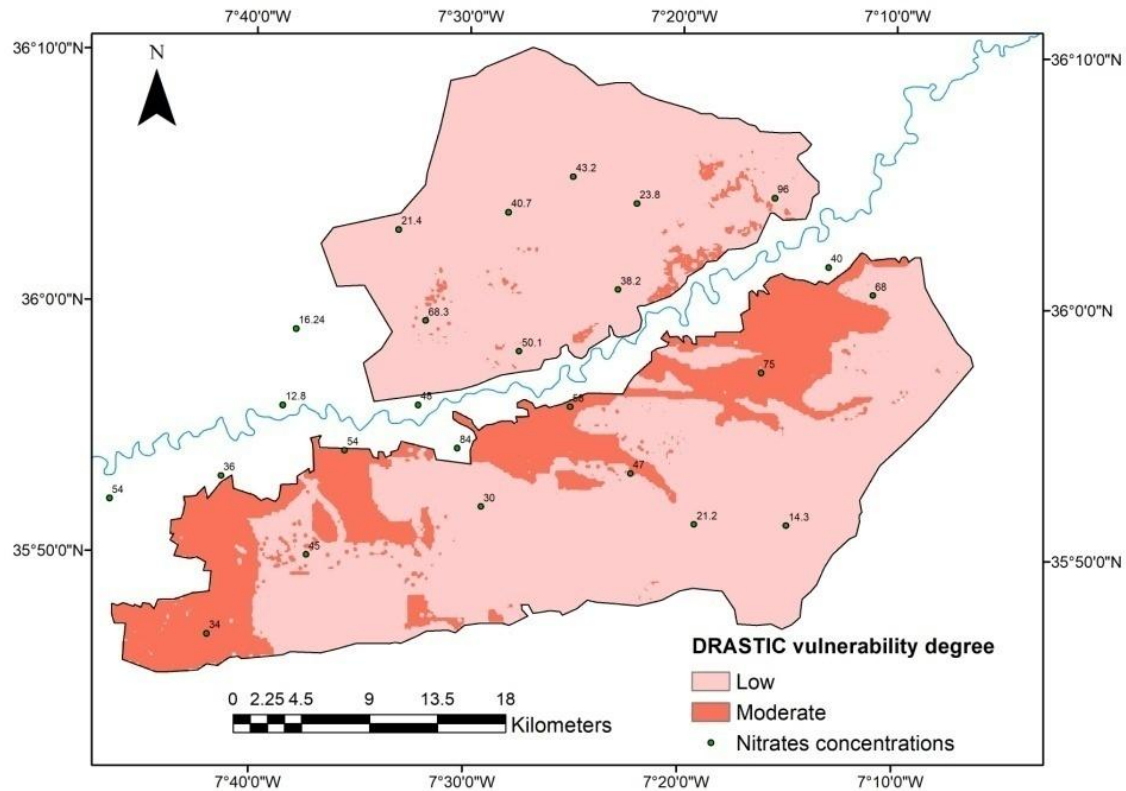 7°40'0"W 7°30'0"W 7°20'0"W 7°10'0"W
36°10'0"N
36°10'0"N
N
43.2
23.8
96
40.7
21.4
40
36°0'0"N
36°0'0"N
38.2
68
68.3
16.24
50.1
75
12.8
48
58
54
84
36
47
54
30
21.2
14.3
45
35°50'0"N
35°50'0"N
34
DRASTIC vulnerability degree
Low
Moderate
Nitrates concentrations
0 2.25 4.5 9 13.5 18
Kilometers
7°40'0"W 7°30'0"W 7°20'0"W 7°10'0"W